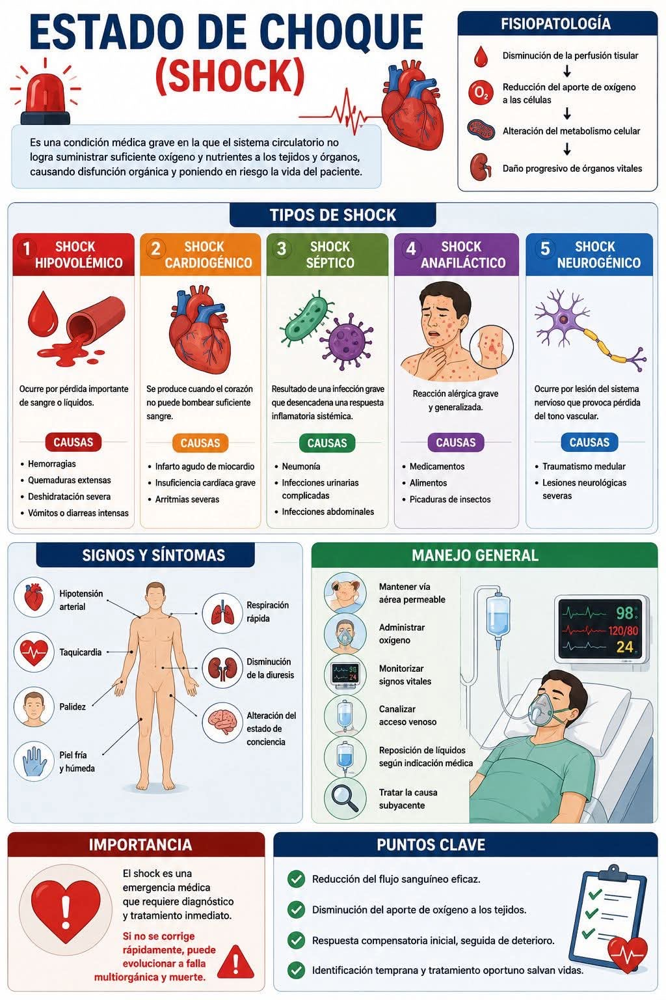 ESTADO DE CHOQUE
(SHOCK)
Es una condición médica grave en la que el sistema circulatorio no
logra suministrar suficiente oxígeno y nutrientes a los tejidos y órganos,
causando disfunción orgánica y poniendo en riesgo la vida del paciente.
FISIOPATOLOGÍA
Disminución de la perfusión tisular
O2
Reducción del aporte de oxígeno
a las células
Alteración del metabolismo celular
Daño progresivo de órganos vitales
TIPOS DE SHOCK
1
SHOCK
HIPOVOLÉMICO
Ocurre por pérdida importante
de sangre o líquidos.
CAUSAS
• Hemorragias
• Quemaduras extensas
• Deshidratación severa
• Vómitos o diarreas intensas
2
SHOCK
CARDIOGÉNICO
Se produce cuando el corazón
no puede bombear suficiente
sangre.
CAUSAS
• Infarto agudo de miocardio
• Insuficiencia cardíaca grave
• Arritmias severas
3
SHOCK
SÉPTICO
Resultado de una infección grave
que desencadena una respuesta
inflamatoria sistémica.
CAUSAS
• Neumonía
• Infecciones urinarias
complicadas
• Infecciones abdominales
4
SHOCK
ANAFILÁCTICO
Reacción alérgica grave
y generalizada.
CAUSAS
• Medicamentos
• Alimentos
• Picaduras de insectos
5
SHOCK
NEUROGÉNICO
Ocurre por lesión del sistema
nervioso que provoca pérdida
del tono vascular.
CAUSAS
• Traumatismo medular
• Lesiones neurológicas
severas
SIGNOS Y SÍNTOMAS
Hipotensión
arterial
Taquicardia
Palidez
Piel fría
y húmeda
Respiración
rápida
Disminución
de la diuresis
Alteración del
estado de
conciencia
MANEJO GENERAL
Mantener vía
aérea permeable
Administrar
oxígeno
Monitorizar
signos vitales
Canalizar
acceso venoso
Reposición de líquidos
según indicación médica
Tratar la causa
subyacente
98
120/80
24
IMPORTANCIA
El shock es una
emergencia médica
que requiere diagnóstico
y tratamiento inmediato.
Si no se corrige
rápidamente, puede
evolucionar a falla
multiorgánica y muerte.
PUNTOS CLAVE
Reducción del flujo sanguíneo eficaz.
Disminución del aporte de oxígeno a los tejidos.
Respuesta compensatoria inicial, seguida de deterioro.
Identificación temprana y tratamiento oportuno salvan vidas.